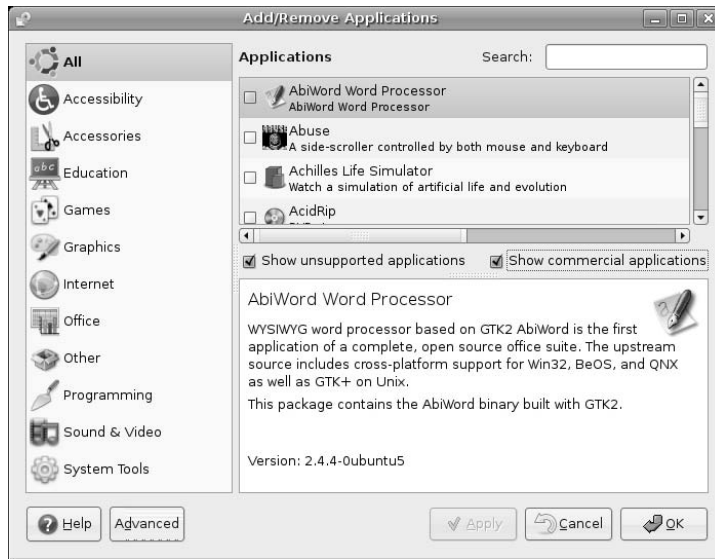 Add/Remove Applications
All
Accessibility
Accessories
Education
Games
Graphics
Internet
Office
Other
Programming
Sound & Video
System Tools
Applications
Search:
AbiWord Word Processor
AbiWord Word Processor
Abuse
A side-scroller controlled by both mouse and keyboard
Achilles Life Simulator
Watch a simulation of artificial life and evolution
AcidRip
Show unsupported applications
Show commercial applications
AbiWord Word Processor
WYSIWYG word processor based on GTK2 AbiWord is the first
application of a complete, open source office suite. The upstream
source includes cross-platform support for Win32, BeOS, and QNX
as well as GTK+ on Unix.
This package contains the AbiWord binary built with GTK2.
Version: 2.4.4-0ubuntu5
Help
Advanced
Apply
Cancel
OK